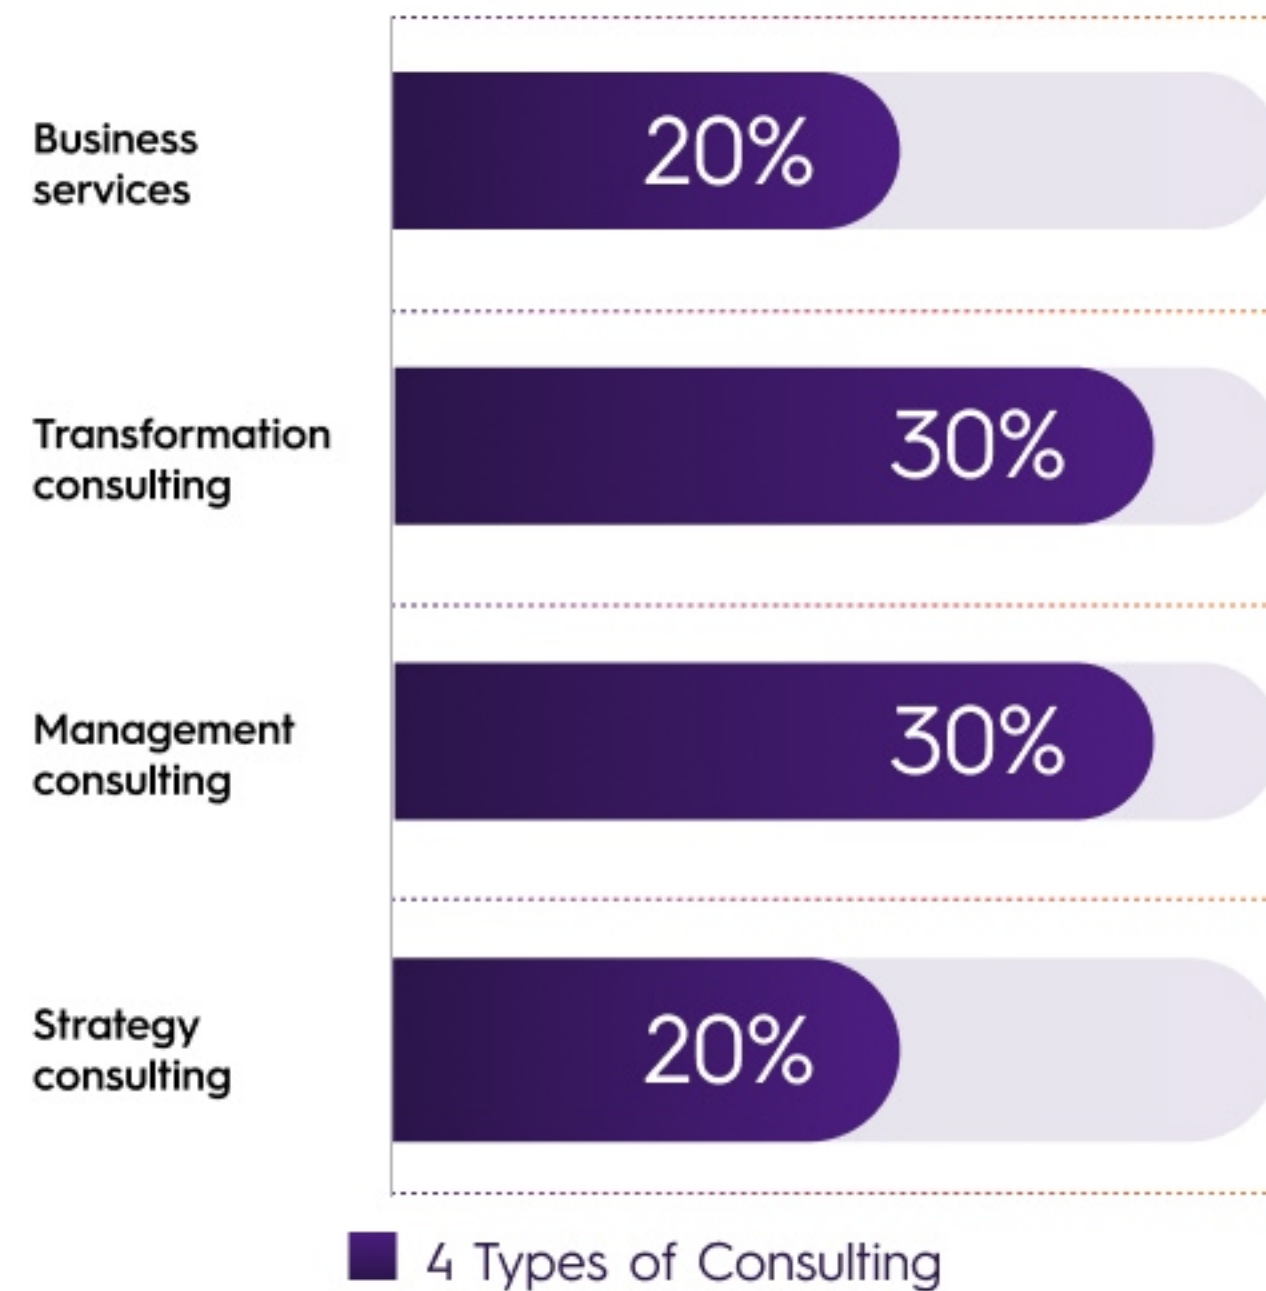 Business
services
20%
Transformation
consulting
30%
Management
consulting
30%
Strategy
consulting
20%
4 Types of Consulting